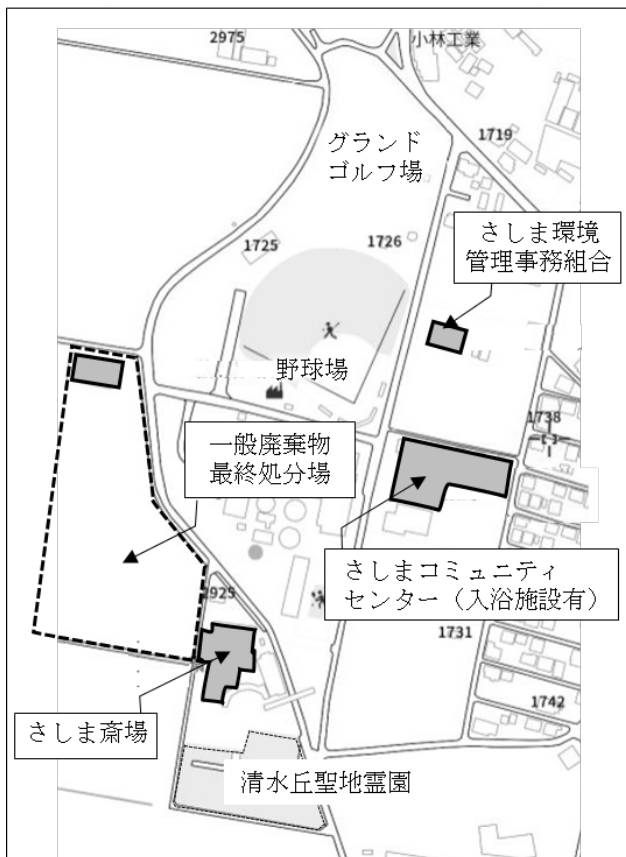 2975
小林工業
グランド
ゴルフ場
1719
1725
1726
さしま環境
管理事務組合
野球場
1738
一般廃棄物
最終処分場
さしまコミュニティ
センター（入浴施設有）
2925
1731
1742
さしま斎場
清水丘聖地霊園